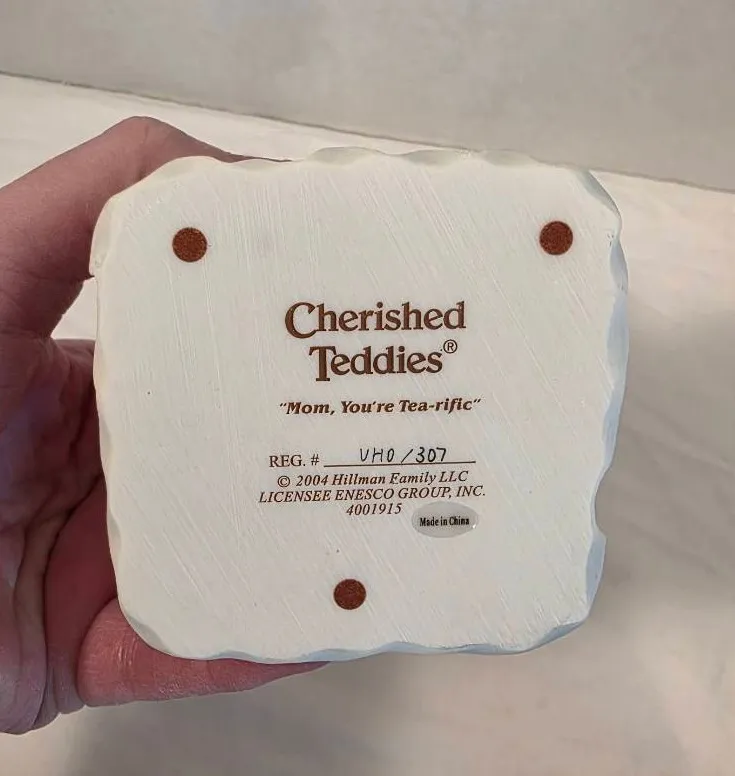 Cherished
Teddies®
"Mom, You're Tea-rific"
REG. # VHO/307
© 2004 Hillman Family LLC
LICENSEE ENESCO GROUP, INC.
4001915
Made in China